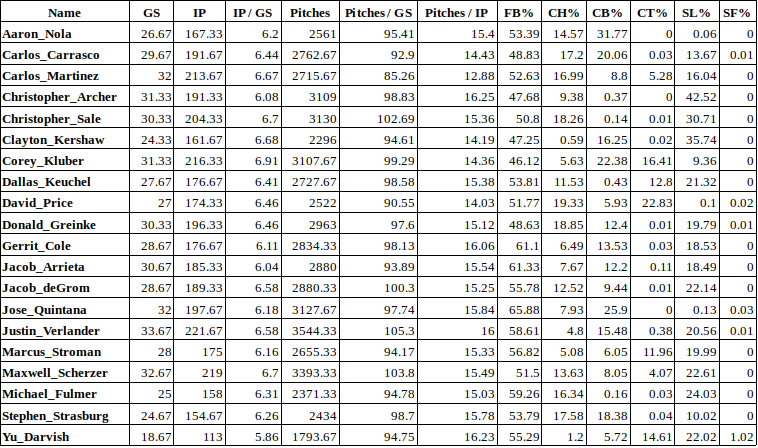 Name GS IP IP / GS Pitches Pitches / GS Pitches / IP FB% CH% CB% CT% SL% SF%
Aaron_Nola 26.67 167.33 6.2 2561 95.41 15.4 53.39 14.57 31.77 0 0.06 0
Carlos_Carrasco 29.67 191.67 6.44 2762.67 92.9 14.43 48.83 17.2 20.06 0.03 13.67 0.01
Carlos_Martinez 32 213.67 6.67 2715.67 85.26 12.88 52.63 16.99 8.8 5.28 16.04 0
Christopher_Archer 31.33 191.33 6.08 3109 98.83 16.25 47.68 9.38 0.37 0 42.52 0
Christopher_Sale 30.33 204.33 6.7 3130 102.69 15.36 50.8 18.26 0.14 0.01 30.71 0
Clayton_Kershaw 24.33 161.67 6.68 2296 94.61 14.19 47.25 0.59 16.25 0.02 35.74 0
Corey_Kluber 31.33 216.33 6.91 3107.67 99.29 14.36 46.12 5.63 22.38 16.41 9.36 0
Dallas_Keuchel 27.67 176.67 6.41 2727.67 98.58 15.38 53.81 11.53 0.43 12.8 21.32 0
David_Price 27 174.33 6.46 2522 90.55 14.03 51.77 19.33 5.93 22.83 0.1 0.02
Donald_Greinke 30.33 196.33 6.46 2963 97.6 15.12 48.63 18.85 12.4 0.01 19.79 0.01
Gerrit_Cole 28.67 176.67 6.11 2834.33 98.13 16.06 61.1 6.49 13.53 0.03 18.53 0
Jacob_Arrieta 30.67 185.33 6.04 2880 93.89 15.54 61.33 7.67 12.2 0.11 18.49 0
Jacob_deGrom 28.67 189.33 6.58 2880.33 100.3 15.25 55.78 12.52 9.44 0.01 22.14 0
Jose_Quintana 32 197.67 6.18 3127.67 97.74 15.84 65.88 7.93 25.9 0 0.13 0.03
Justin_Verlander 33.67 221.67 6.58 3544.33 105.3 16 58.61 4.8 15.48 0.38 20.56 0.01
Marcus_Stroman 28 175 6.16 2655.33 94.17 15.33 56.82 5.08 6.05 11.96 19.99 0
Maxwell_Scherzer 32.67 219 6.7 3393.33 103.8 15.49 51.5 13.63 8.05 4.07 22.61 0
Michael_Fulmer 25 158 6.31 2371.33 94.78 15.03 59.26 16.34 0.16 0.03 24.03 0
Stephen_Strasburg 24.67 154.67 6.26 2434 98.7 15.78 53.79 17.58 18.38 0.04 10.02 0
Yu_Darvish 18.67 113 5.86 1793.67 94.75 16.23 55.29 1.2 5.72 14.61 22.02 1.02